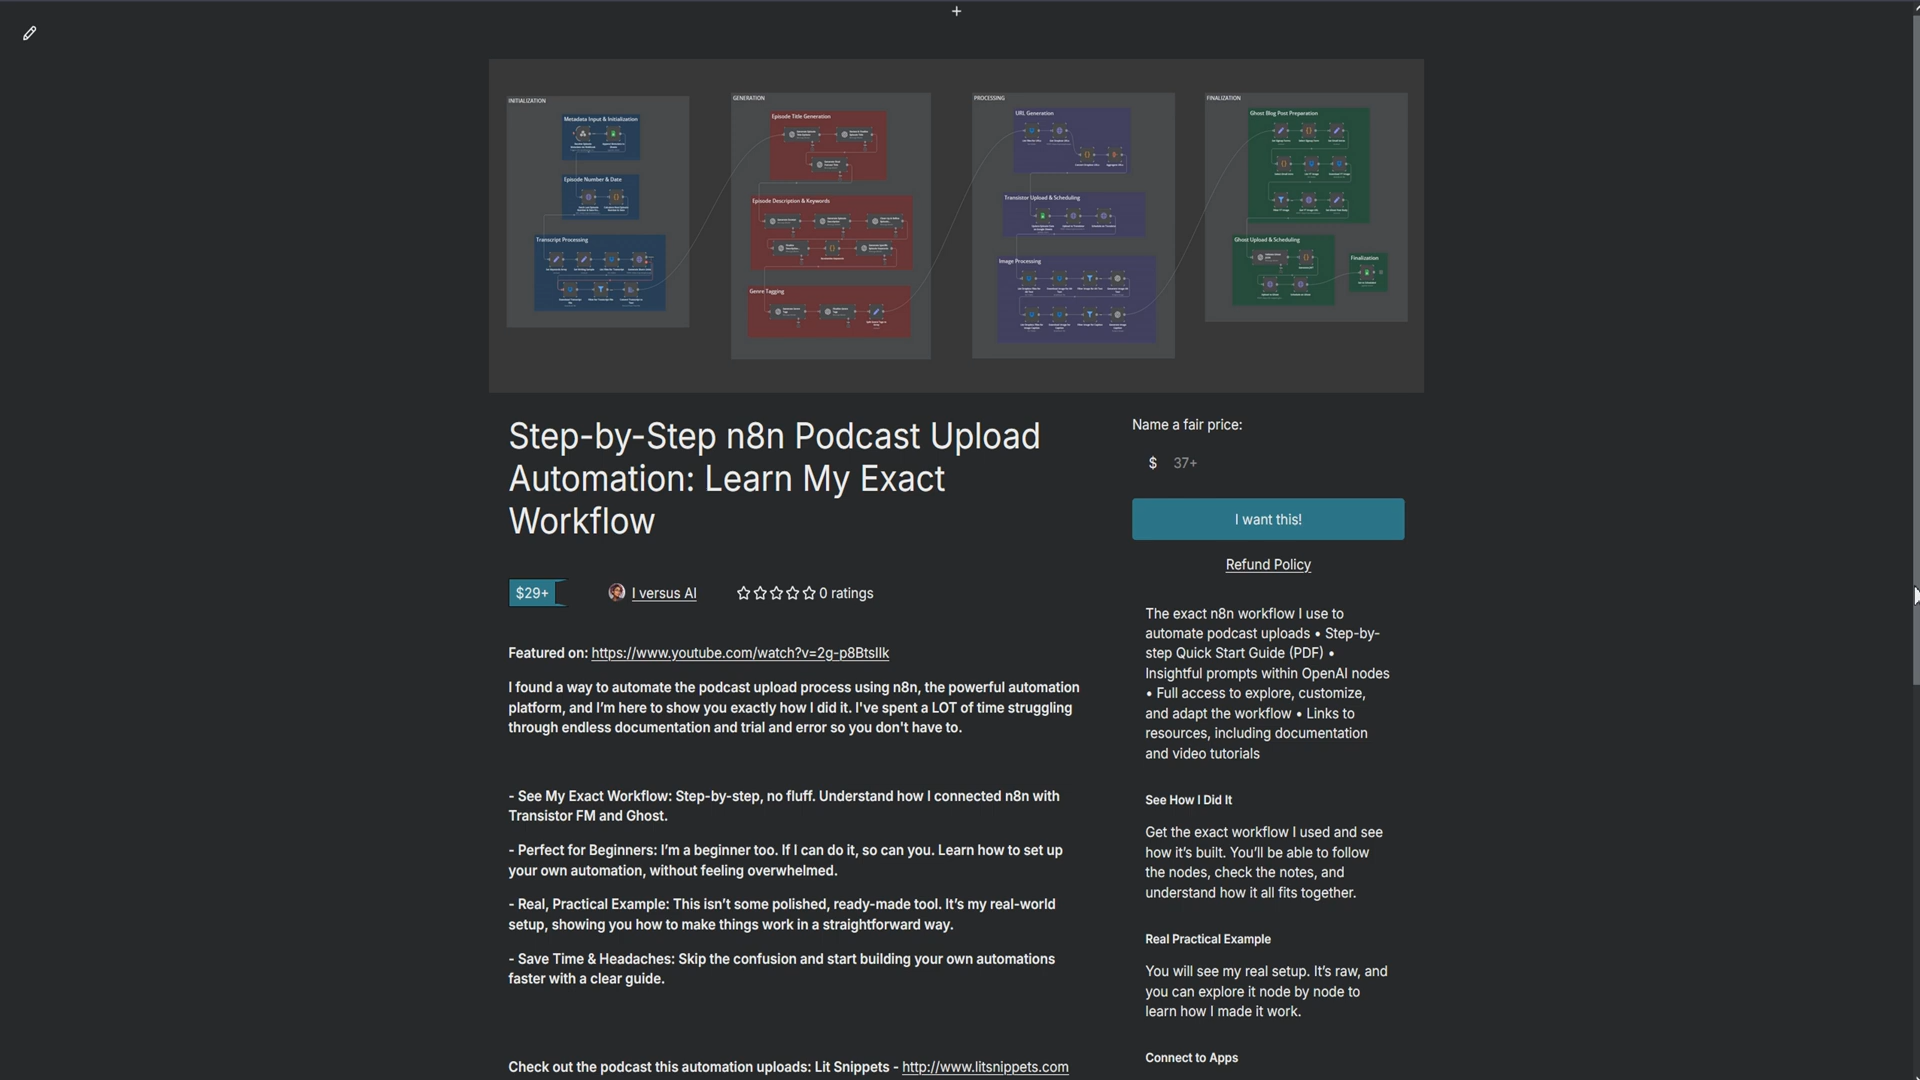 INITIALIZATION
Metadata Input & Initialization
Episode Number & Date
Transcript Processing
GENERATION
Episode Title Generation
Episode Description & Keywords
Genre Tagging
PROCESSING
URL Generation
Transistor Upload & Scheduling
Image Processing
FINALIZATION
Ghost Blog Post Preparation
Ghost Upload & Scheduling
Finalization
Step-by-Step n8n Podcast Upload
Automation: Learn My Exact
Workflow
$29+
I versus AI
0 ratings
Featured on: https://www.youtube.com/watch?v=2g-p8BtsIIk
I found a way to automate the podcast upload process using n8n, the powerful automation
platform, and I'm here to show you exactly how I did it. I've spent a LOT of time struggling
through endless documentation and trial and error so you don't have to.
- See My Exact Workflow: Step-by-step, no fluff. Understand how I connected n8n with
Transistor FM and Ghost.
- Perfect for Beginners: I'm a beginner too. If I can do it, so can you. Learn how to set up
your own automation, without feeling overwhelmed.
- Real, Practical Example: This isn't some polished, ready-made tool. It's my real-world
setup, showing you how to make things work in a straightforward way.
- Save Time & Headaches: Skip the confusion and start building your own automations
faster with a clear guide.
Check out the podcast this automation uploads: Lit Snippets - http://www.litsnippets.com
Name a fair price:
$ 37+
I want this!
Refund Policy
The exact n8n workflow I use to
automate podcast uploads • Step-by-
step Quick Start Guide (PDF) •
Insightful prompts within OpenAI nodes
• Full access to explore, customize,
and adapt the workflow • Links to
resources, including documentation
and video tutorials
See How I Did It
Get the exact workflow I used and see
how it's built. You'll be able to follow
the nodes, check the notes, and
understand how it all fits together.
Real Practical Example
You will see my real setup. It's raw, and
you can explore it node by node to
learn how I made it work.
Connect to Apps